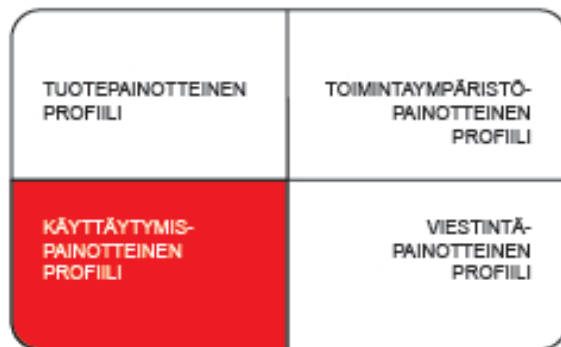 TUOTEPAINOTTEINEN
PROFIILI
TOIMINTAYMPÄRISTÖ-
PAINOTTEINEN
PROFIILI
KÄYTTÄYTYMIS-
PAINOTTEINEN
PROFIILI
VIESTINTÄ-
PAINOTTEINEN
PROFIILI